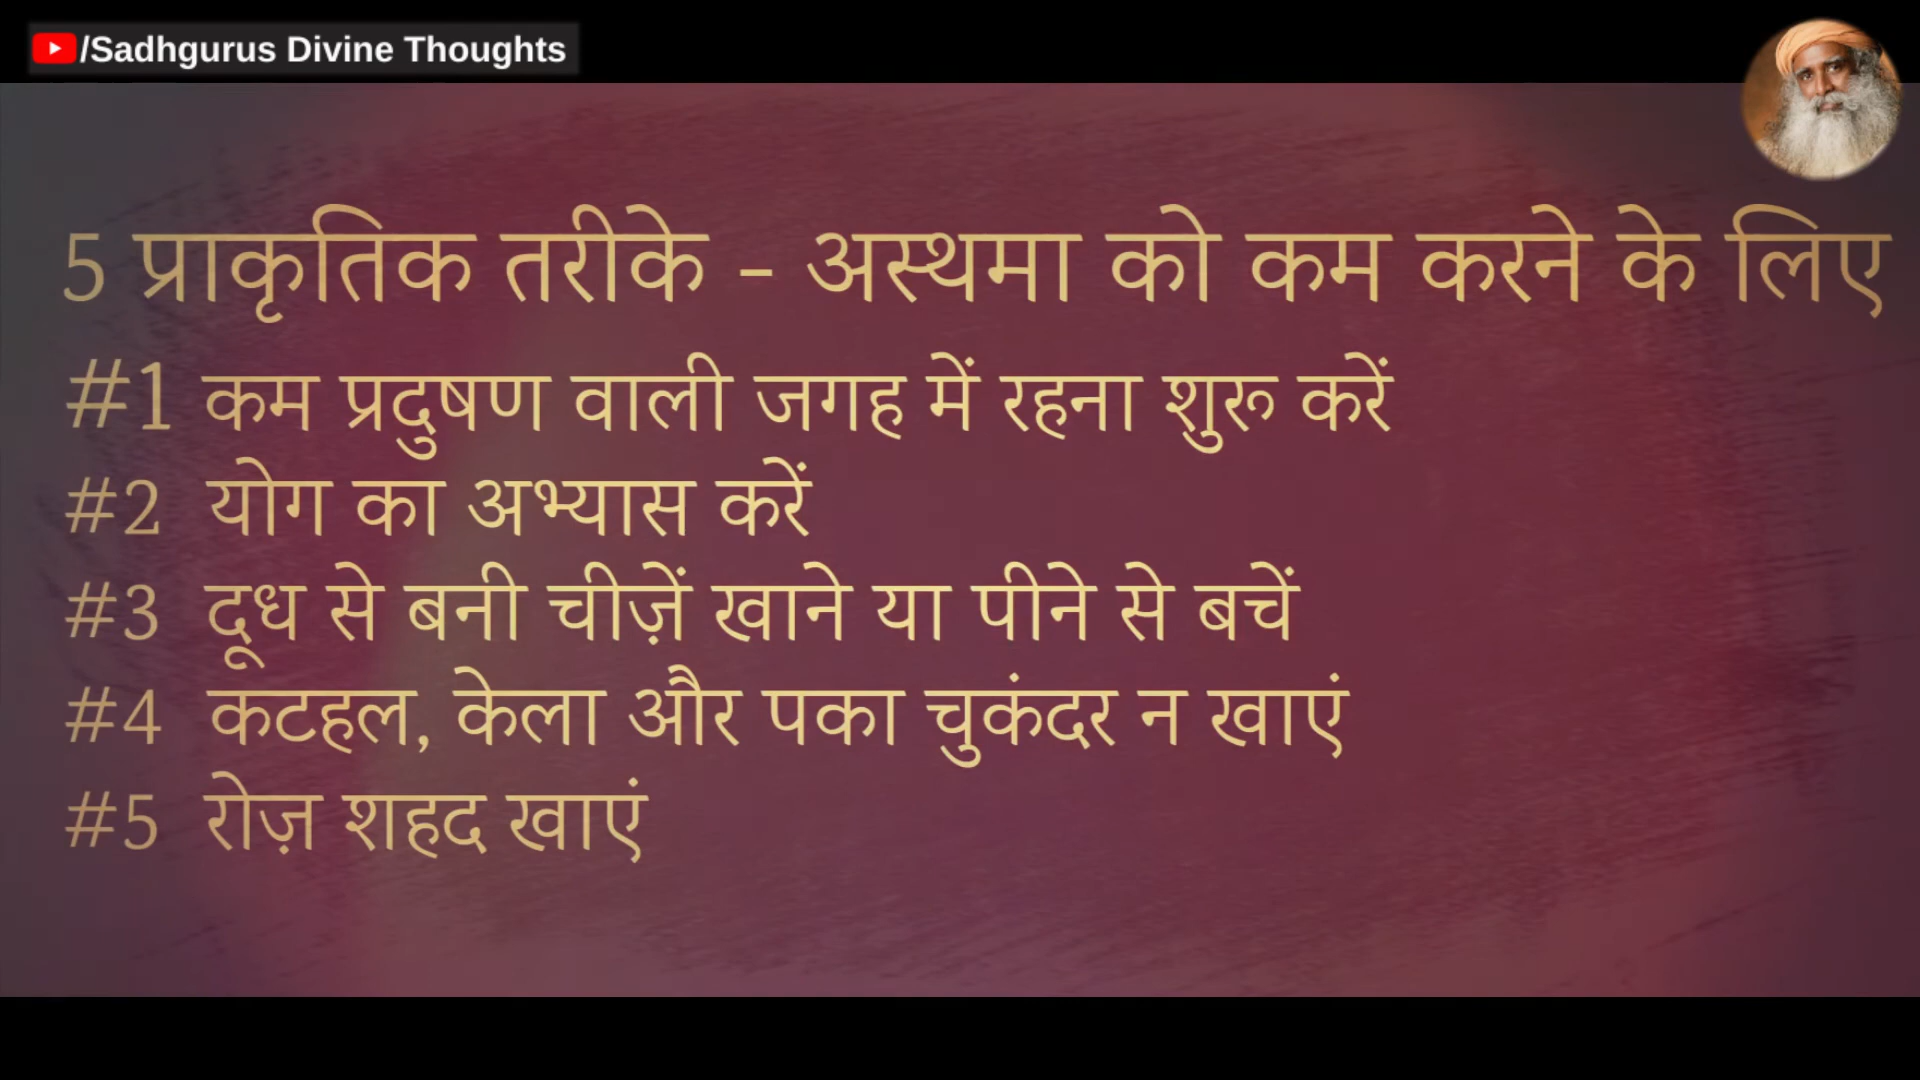 /Sadhgurus Divine Thoughts
5 प्राकृतिक तरीके - अस्थमा को कम करने के लिए
#1 कम प्रदुषण वाली जगह में रहना शुरू करें
#2 योग का अभ्यास करें
#3 दूध से बनी चीज़ें खाने या पीने से बचें
#4 कटहल, केला और पका चुकंदर न खाएं
#5 रोज़ शहद खाएं